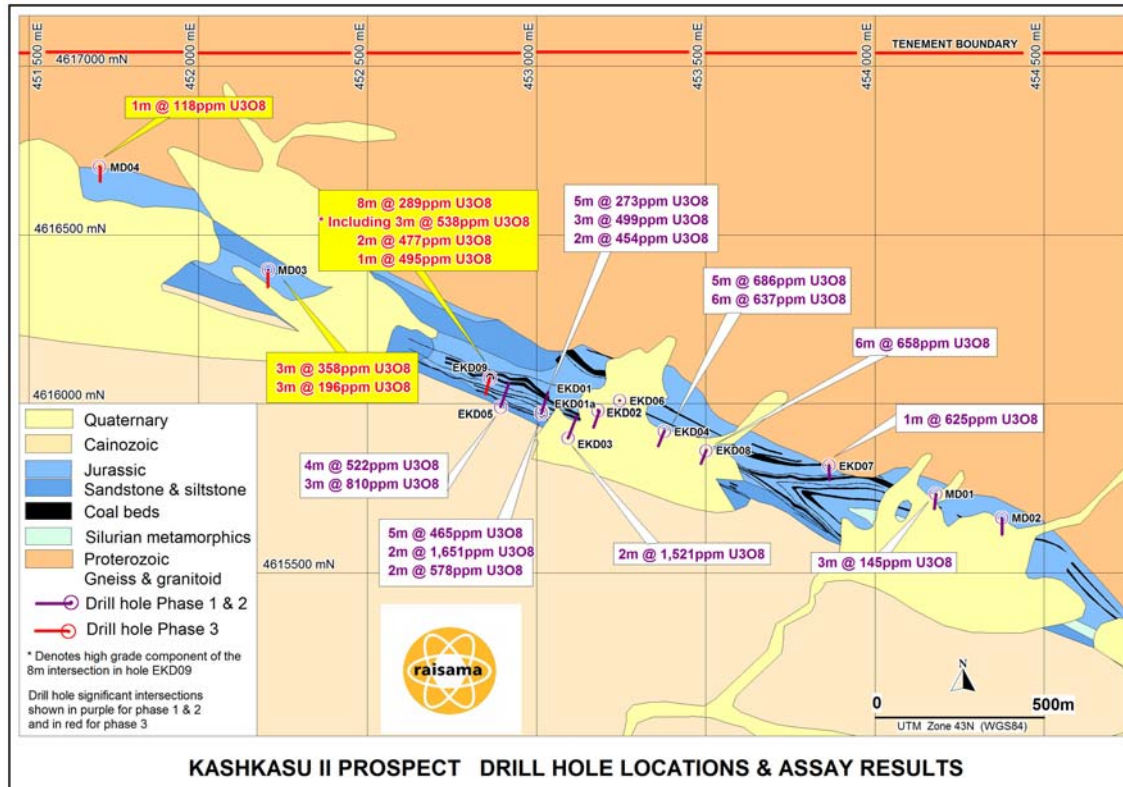 451 500 mE
452 000 mE
452 500 mE
453 000 mE
453 500 mE
454 000 mE
454 500 mE
TENEMENT BOUNDARY
4617000 mN
1m @ 118ppm U3O8
MD04
8m @ 289ppm U3O8
* Including 3m @ 538ppm U3O8
2m @ 477ppm U3O8
1m @ 495ppm U3O8
5m @ 273ppm U3O8
3m @ 499ppm U3O8
2m @ 454ppm U3O8
4616500 mN
MD03
5m @ 686ppm U3O8
6m @ 637ppm U3O8
6m @ 658ppm U3O8
3m @ 358ppm U3O8
3m @ 196ppm U3O8
EKD09
EKD01
4616000 mN
EKD05
EKD01a
EKD02
EKD06
EKD04
EKD03
EKD08
1m @ 625ppm U3O8
EKD07
MD01
MD02
4m @ 522ppm U3O8
3m @ 810ppm U3O8
5m @ 465ppm U3O8
2m @ 1,651ppm U3O8
2m @ 578ppm U3O8
2m @ 1,521ppm U3O8
3m @ 145ppm U3O8
4615500 mN
Quaternary
Cainozoic
Jurassic
Sandstone & siltstone
Coal beds
Silurian metamorphics
Proterozoic
Gneiss & granitoid
Drill hole Phase 1 & 2
Drill hole Phase 3
* Denotes high grade component of the
8m intersection in hole EKD09
Drill hole significant intersections
shown in purple for phase 1 & 2
and in red for phase 3
raisama
N
0 500m
UTM Zone 43N (WGS84)
KASHKASU II PROSPECT DRILL HOLE LOCATIONS & ASSAY RESULTS